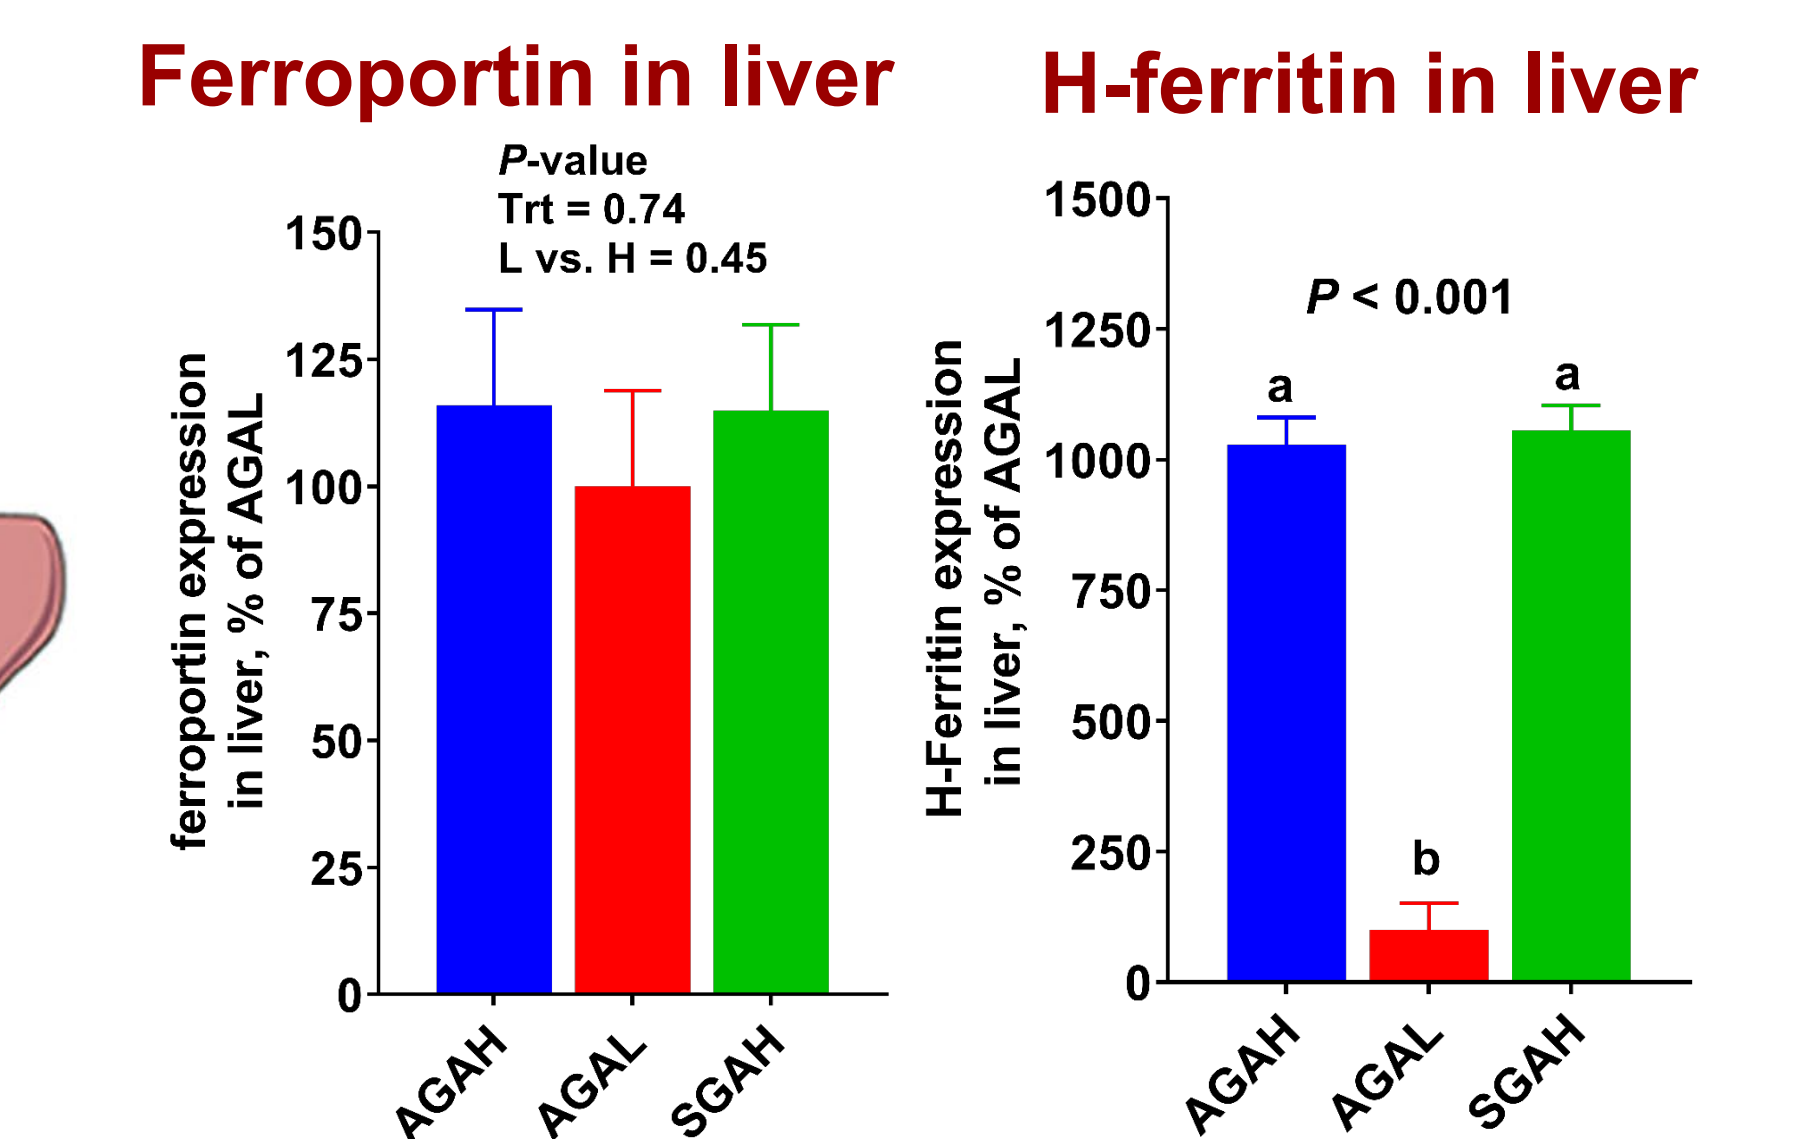 Ferroportin in liver
P-value
Trt = 0.74
L vs. H = 0.45
ferroportin expression
in liver, % of AGAL
150
125
100
75
50
25
0
AGAH
AGAL
SGAH
H-ferritin in liver
P < 0.001
H-Ferritin expression
in liver, % of AGAL
1500
1250
1000
750
500
250
0
a
b
a
AGAH
AGAL
SGAH